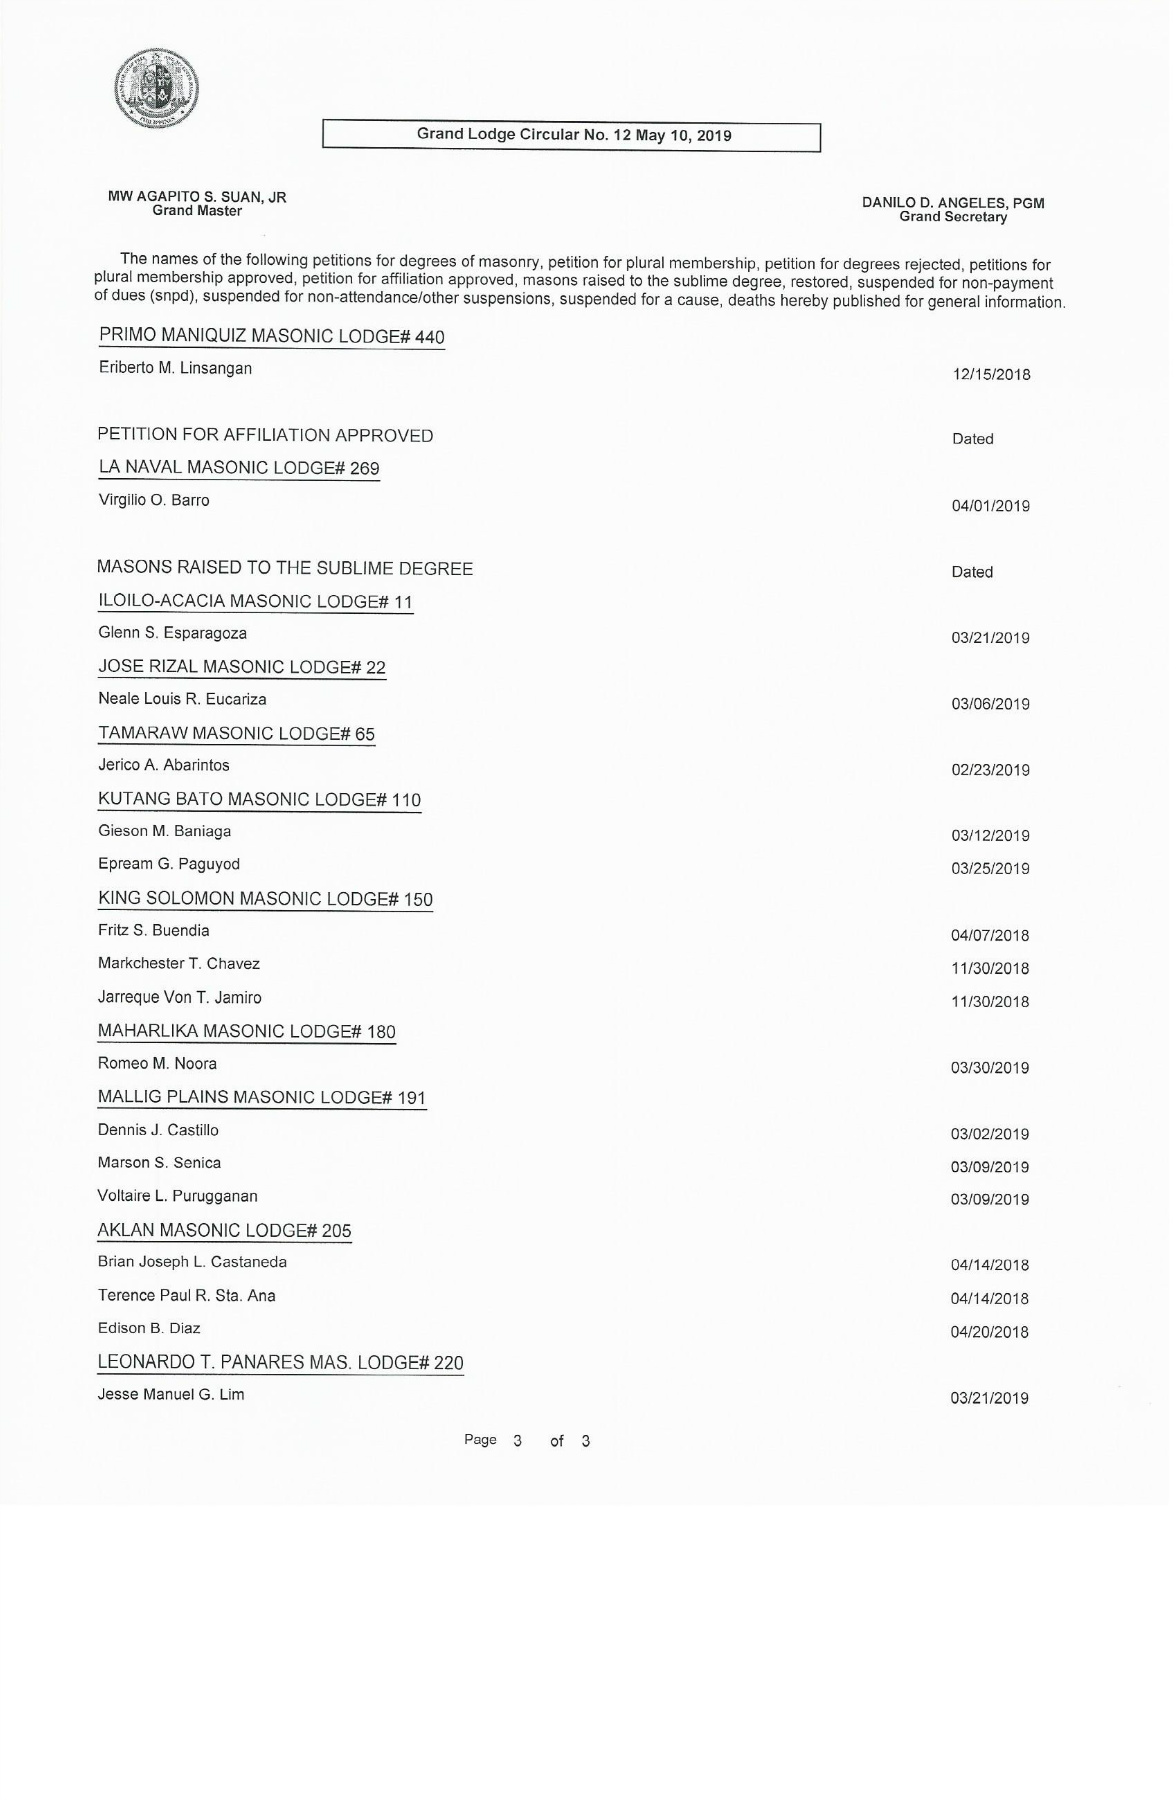 Grand Lodge Circular No. 12 May 10, 2019
MW AGAPITO S. SUAN, JR
Grand Master
DANILO D. ANGELES, PGM
Grand Secretary
The names of the following petitions for degrees of masonry, petition for plural membership, petition for degrees rejected, petitions for
plural membership approved, petition for affiliation approved, masons raised to the sublime degree, restored, suspended for non-payment
of dues (snpd), suspended for non-attendance/other suspensions, suspended for a cause, deaths hereby published for general information.
PRIMO MANIQUIZ MASONIC LODGE# 440
Eriberto M. Linsangan 12/15/2018
PETITION FOR AFFILIATION APPROVED Dated
LA NAVAL MASONIC LODGE# 269
Virgilio O. Barro 04/01/2019
MASONS RAISED TO THE SUBLIME DEGREE Dated
ILOILO-ACACIA MASONIC LODGE# 11
Glenn S. Esparagoza 03/21/2019
JOSE RIZAL MASONIC LODGE# 22
Neale Louis R. Eucariza 03/06/2019
TAMARAW MASONIC LODGE# 65
Jerico A. Abarintos 02/23/2019
KUTANG BATO MASONIC LODGE# 110
Gieson M. Baniaga 03/12/2019
Epream G. Paguyod 03/25/2019
KING SOLOMON MASONIC LODGE# 150
Fritz S. Buendia 04/07/2018
Markchester T. Chavez 11/30/2018
Jarreque Von T. Jamiro 11/30/2018
MAHARLIKA MASONIC LODGE# 180
Romeo M. Noora 03/30/2019
MALLIG PLAINS MASONIC LODGE# 191
Dennis J. Castillo 03/02/2019
Marson S. Senica 03/09/2019
Voltaire L. Purugganan 03/09/2019
AKLAN MASONIC LODGE# 205
Brian Joseph L. Castaneda 04/14/2018
Terence Paul R. Sta. Ana 04/14/2018
Edison B. Diaz 04/20/2018
LEONARDO T. PANARES MAS. LODGE# 220
Jesse Manuel G. Lim 03/21/2019
Page 3 of 3